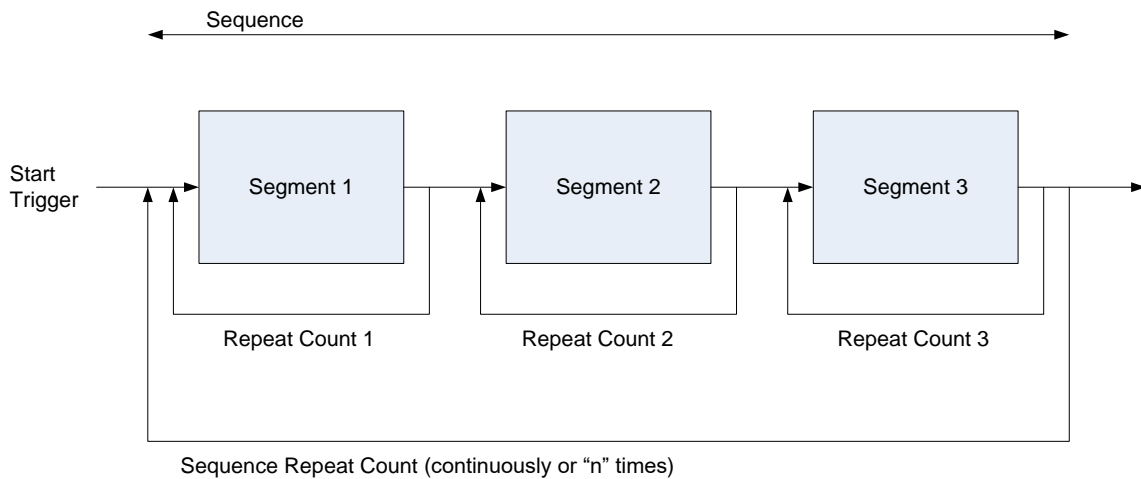 Sequence
Start
Trigger
Segment 1
Segment 2
Segment 3
Repeat Count 1
Repeat Count 2
Repeat Count 3
Sequence Repeat Count (continuously or “n” times)